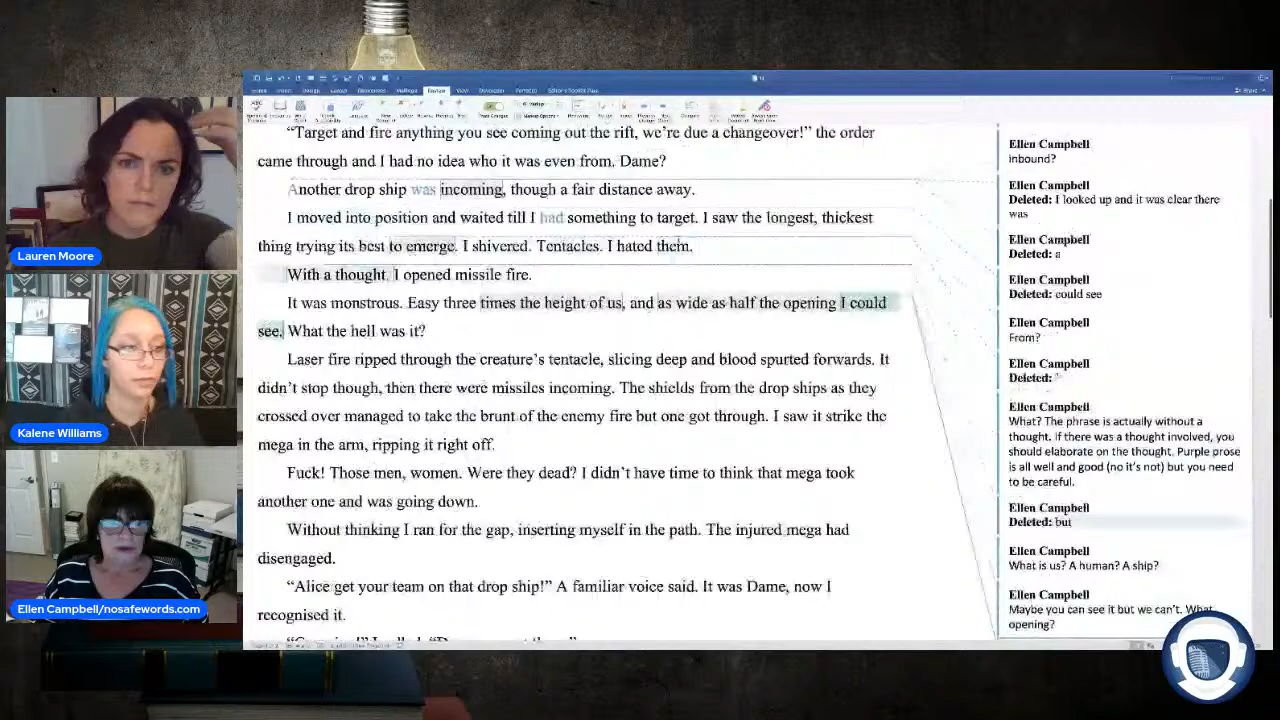 Review
Share
“Target and fire anything you see coming out the rift, we’re due a changeover!” the order
came through and I had no idea who it was even from. Dame?
Another drop ship was incoming, though a fair distance away.
I moved into position and waited till I had something to target. I saw the longest, thickest
thing trying its best to emerge. I shivered. Tentacles. I hated them.
With a thought, I opened missile fire.
It was monstrous. Easy three times the height of us, and as wide as half the opening I could
see. What the hell was it?
Laser fire ripped through the creature’s tentacle, slicing deep and blood spurted forwards. It
didn’t stop though, then there were missiles incoming. The shields from the drop ships as they
crossed over managed to take the brunt of the enemy fire but one got through. I saw it strike the
mega in the arm, ripping it right off.
Fuck! Those men, women. Were they dead? I didn’t have time to think that mega took
another one and was going down.
Without thinking I ran for the gap, inserting myself in the path. The injured mega had
disengaged.
“Alice get your team on that drop ship!” A familiar voice said. It was Dame, now I
recognised it.
Ellen Campbell
Inbound?
Ellen Campbell
Deleted: I looked up and it was clear there
was
Ellen Campbell
Deleted: a
Ellen Campbell
Deleted: could see
Ellen Campbell
From?
Ellen Campbell
Deleted:
Ellen Campbell
What? The phrase is actually without a
thought. If there was a thought involved, you
should elaborate on the thought. Purple prose
is all well and good (no it’s not) but you need
to be careful.
Ellen Campbell
Deleted: but
Ellen Campbell
What is us? A human? A ship?
Ellen Campbell
Maybe you can see it but we can’t. What
opening?
Lauren Moore
Kalene Williams
Ellen Campbell/nosafewords.com